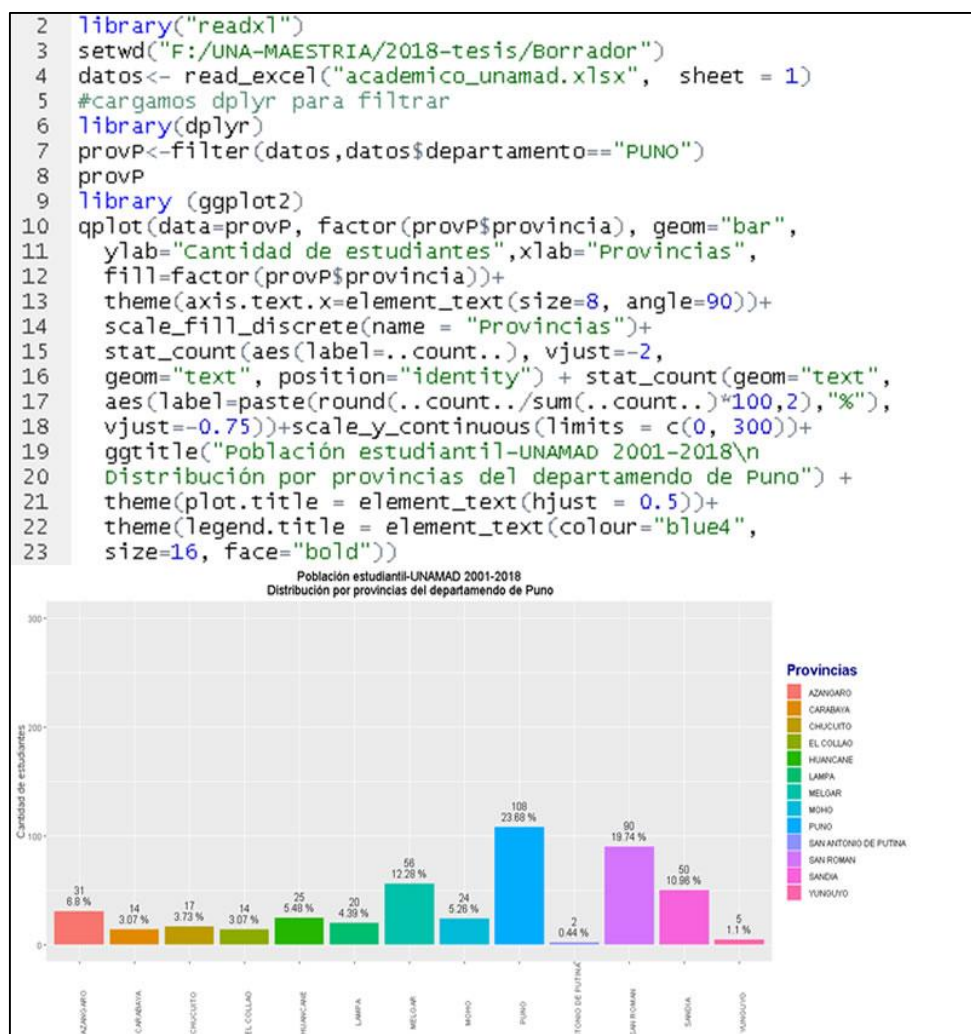 2 library("readxl")
3 setwd("F:/UNA-MAESTRIA/2018-tesis/Borrador")
4 datos<- read_excel("academico_unamad.xlsx", sheet = 1)
5 #cargamos dplyr para filtrar
6 library(dplyr)
7 provP<-filter(datos,datos$departamento=="PUNO")
8 provP
9 library (ggplot2)
10 qplot(data=provP, factor(provP$provincia), geom="bar",
11 ylab="Cantidad de estudiantes",xlab="Provincias",
12 fill=factor(provP$provincia))+
13 theme(axis.text.x=element_text(size=8, angle=90))+
14 scale_fill_discrete(name = "Provincias")+
15 stat_count(aes(label=..count..), vjust=-2,
16 geom="text", position="identity") + stat_count(geom="text",
17 aes(label=paste(round(..count../sum(..count..)*100,2),"%"),
18 vjust=-0.75))+scale_y_continuous(limits = c(0, 300))+
19 ggtitle("Población estudiantil-UNAMAD 2001-2018\n
20 Distribución por provincias del departamendo de Puno") +
21 theme(plot.title = element_text(hjust = 0.5))+
22 theme(legend.title = element_text(colour="blue4",
23 size=16, face="bold"))
Población estudiantil-UNAMAD 2001-2018
Distribución por provincias del departamendo de Puno
Cantidad de estudiantes
300
200
100
0
31
6.8 %
14
3.07 %
17
3.73 %
14
3.07 %
25
5.48 %
20
4.39 %
56
12.28 %
24
5.26 %
108
23.68 %
2
0.44 %
90
19.74 %
50
10.96 %
5
1.1 %
AZANGARO
CARABAYA
CHUCUITO
EL COLLAO
HUANCANE
LAMPA
MELGAR
MOHO
PUNO
TONIO DE PUTINA
SAN ROMAN
SANDIA
YUNGUYO
Provincias
AZANGARO
CARABAYA
CHUCUITO
EL COLLAO
HUANCANE
LAMPA
MELGAR
MOHO
PUNO
SAN ANTONIO DE PUTINA
SAN ROMAN
SANDIA
YUNGUYO